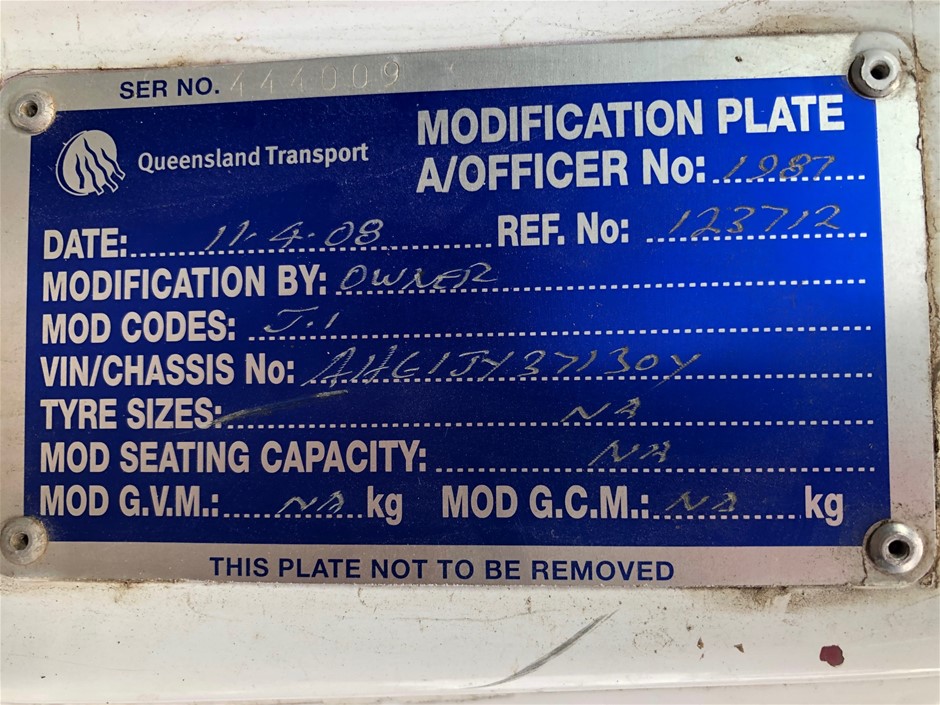 SER NO. 444009
Queensland Transport
MODIFICATION PLATE
A/OFFICER No: 1987
DATE: 11.4.08 REF. No: 123712
MODIFICATION BY: OWNER
MOD CODES: J.1
VIN/CHASSIS No: AHG1JY37130Y
TYRE SIZES: NA
MOD SEATING CAPACITY: NA
MOD G.V.M.: NA kg MOD G.C.M.: NA kg
THIS PLATE NOT TO BE REMOVED